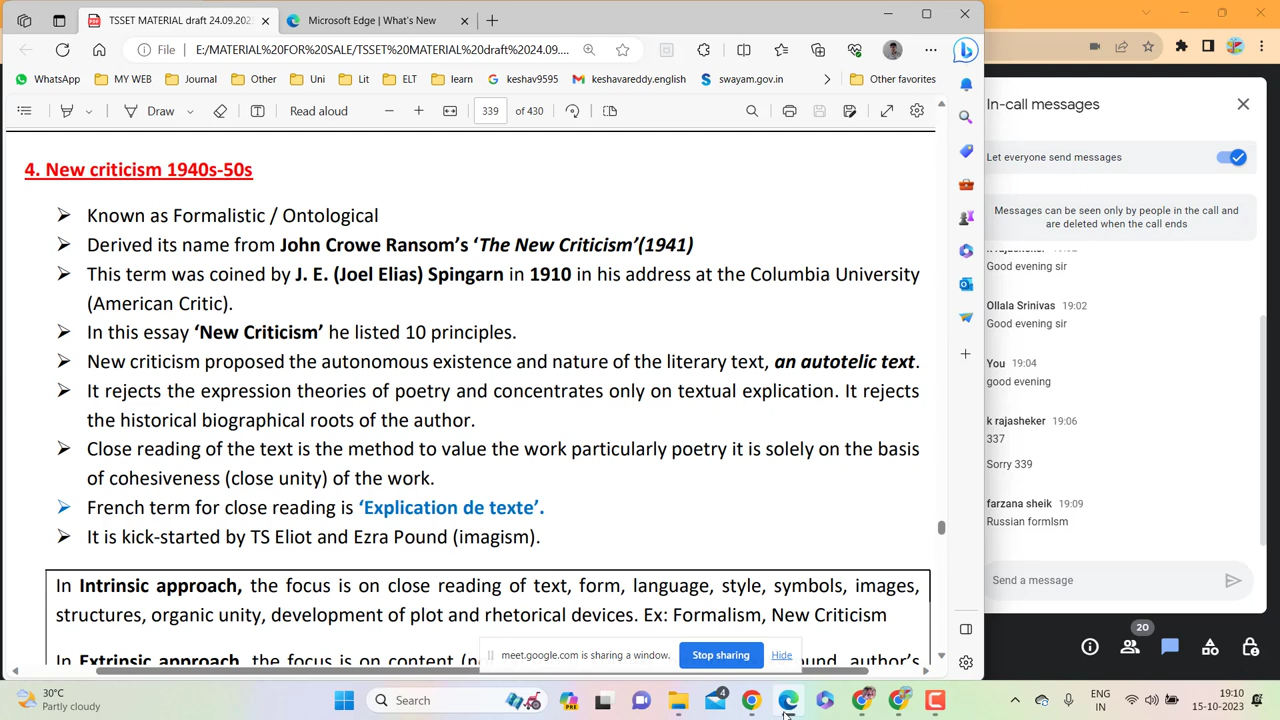 TSSET MATERIAL draft 24.09.202
Microsoft Edge | What's New
File
E:/MATERIAL%20FOR%20SALE/TSSET%20MATERIAL%20draft%2024.09....
WhatsApp
MY WEB
Journal
Other
Uni
Lit
ELT
learn
keshav9595
keshavareddy.english
swayam.gov.in
Other favorites
Draw
Read aloud
339
of 430
4. New criticism 1940s-50s
Known as Formalistic / Ontological
Derived its name from John Crowe Ransom's 'The New Criticism'(1941)
This term was coined by J. E. (Joel Elias) Spingarn in 1910 in his address at the Columbia University
(American Critic).
In this essay 'New Criticism' he listed 10 principles.
New criticism proposed the autonomous existence and nature of the literary text, an autotelic text.
It rejects the expression theories of poetry and concentrates only on textual explication. It rejects
the historical biographical roots of the author.
Close reading of the text is the method to value the work particularly poetry it is solely on the basis
of cohesiveness (close unity) of the work.
French term for close reading is 'Explication de texte'.
It is kick-started by TS Eliot and Ezra Pound (imagism).
In Intrinsic approach, the focus is on close reading of text, form, language, style, symbols, images,
structures, organic unity, development of plot and rhetorical devices. Ex: Formalism, New Criticism
In Extrinsic approach, the focus is on content
author's
meet.google.com is sharing a window.
Stop sharing
Hide
In-call messages
Let everyone send messages
Messages can be seen only by people in the call and
are deleted when the call ends
Good evening sir
Ollala Srinivas 19:02
Good evening sir
You 19:04
good evening
k rajasheker 19:06
337
Sorry 339
farzana sheik 19:09
Russian formlsm
Send a message
20
30°C
Partly cloudy
Search
PRE
4
ENG
IN
19:10
15-10-2023